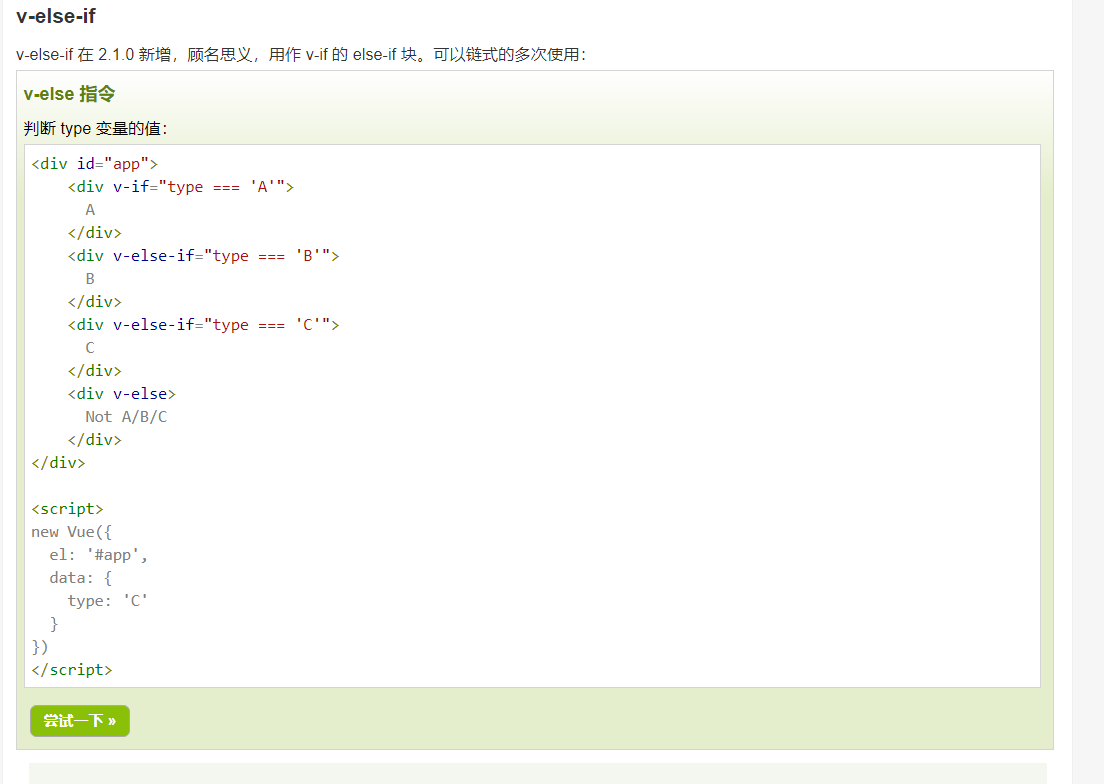 v-else-if
v-else-if 在 2.1.0 新增，顾名思义，用作 v-if 的 else-if 块。可以链式的多次使用：
v-else 指令
判断 type 变量的值：
<div id="app">
    <div v-if="type === 'A'">
      A
    </div>
    <div v-else-if="type === 'B'">
      B
    </div>
    <div v-else-if="type === 'C'">
      C
    </div>
    <div v-else>
      Not A/B/C
    </div>
</div>

<script>
new Vue({
  el: '#app',
  data: {
    type: 'C'
  }
})
</script>
尝试一下 »